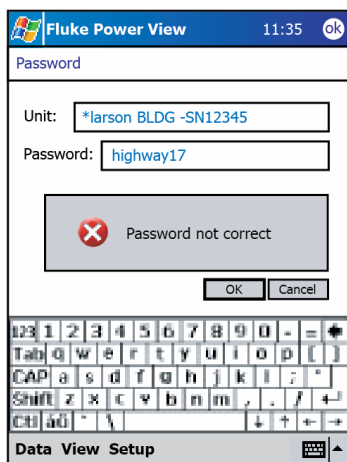 Fluke Power View 11:35 ok
Password
Unit: *larson BLDG -SN12345
Password: highway17
Password not correct
OK Cancel
123 1 2 3 4 5 6 7 8 9 0 - =
Tab q w e r t y u i o p [ ]
CAP a s d f g h j k l ; '
Shift z x c v b n m , . / ↵
Ctl áü ` \ ↓ ↑ ← →
Data View Setup